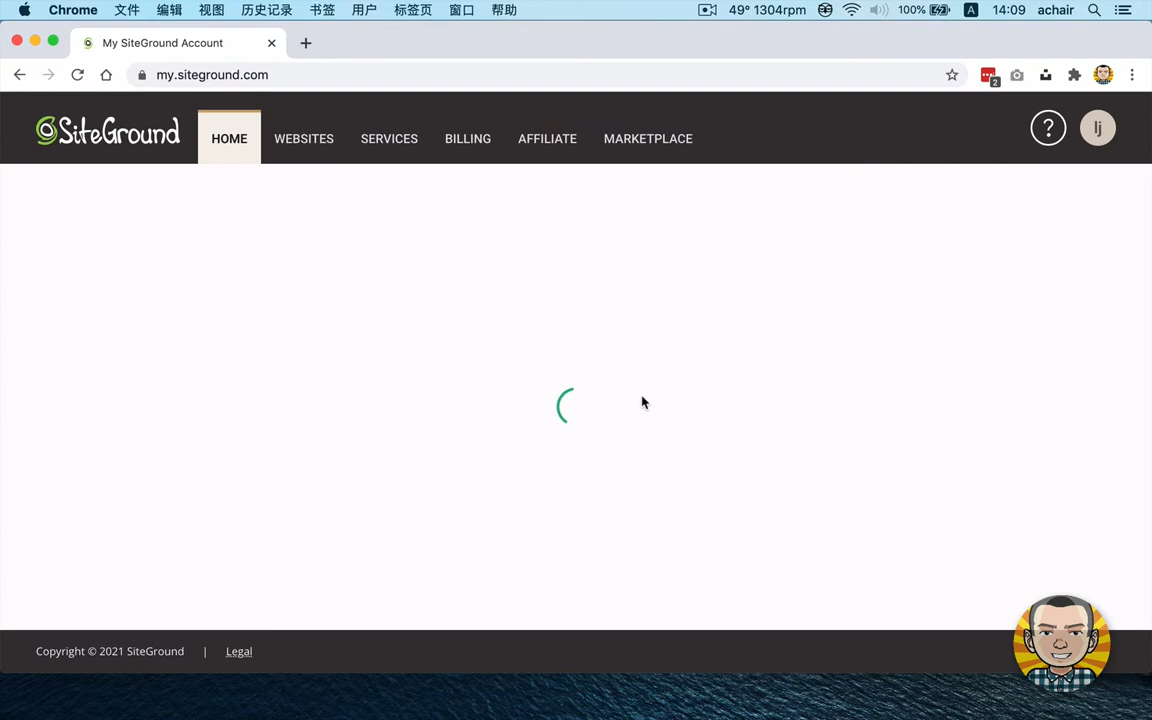 Chrome 文件 编辑 视图 历史记录 书签 用户 标签页 窗口 帮助 49° 1304rpm 100% A 14:09 achair
My SiteGround Account
my.siteground.com
2
SiteGround HOME WEBSITES SERVICES BILLING AFFILIATE MARKETPLACE ? lj
Copyright © 2021 SiteGround | Legal